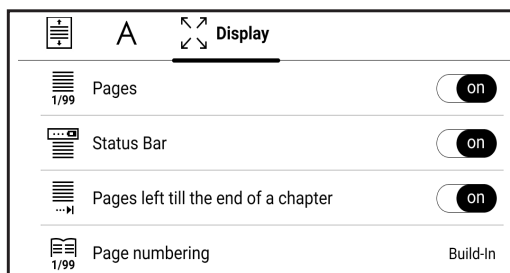 A Display
1/99 Pages on
Status Bar on
Pages left till the end of a chapter on
1/99 Page numbering Build-In